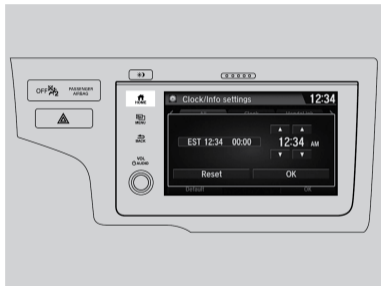 OFF
PASSENGER
AIRBAG
HOME
MENU
BACK
VOL
AUDIO
Clock/Info settings
12:34
EST 12:34 00:00
12:34 AM
Reset
OK
Default
OK